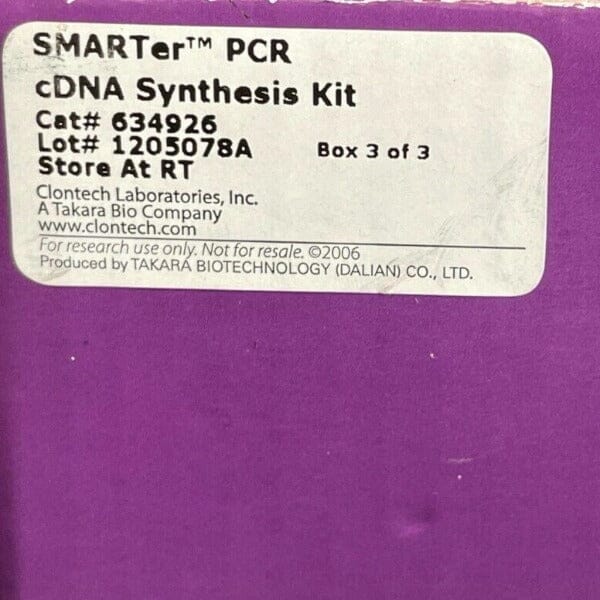 SMARTer™ PCR
cDNA Synthesis Kit
Cat# 634926
Lot# 1205078A Box 3 of 3
Store At RT
Clontech Laboratories, Inc.
A Takara Bio Company
www.clontech.com
For research use only. Not for resale. ©2006
Produced by TAKARA BIOTECHNOLOGY (DALIAN) CO., LTD.